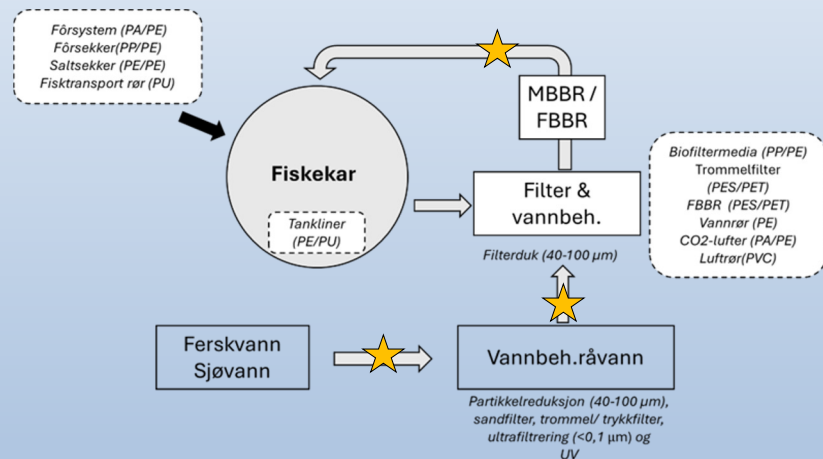 Fôrsystem (PA/PE)
Fôrsekker(PP/PE)
Saltsekker (PE/PE)
Fisktransport rør (PU)
MBBR /
FBBR
Fiskekar
Tankliner
(PE/PU)
Filter &
vannbeh.
Filterduk (40-100 µm)
Biofiltermedia (PP/PE)
Trommelfilter
(PES/PET)
FBBR (PES/PET)
Vannrør (PE)
CO2-lufter (PA/PE)
Luftrør(PVC)
Ferskvann
Sjøvann
Vannbeh.råvann
Partikkelreduksjon (40-100 µm),
sandfilter, trommel/ trykkfilter,
ultrafiltrering (<0,1 µm) og
UV